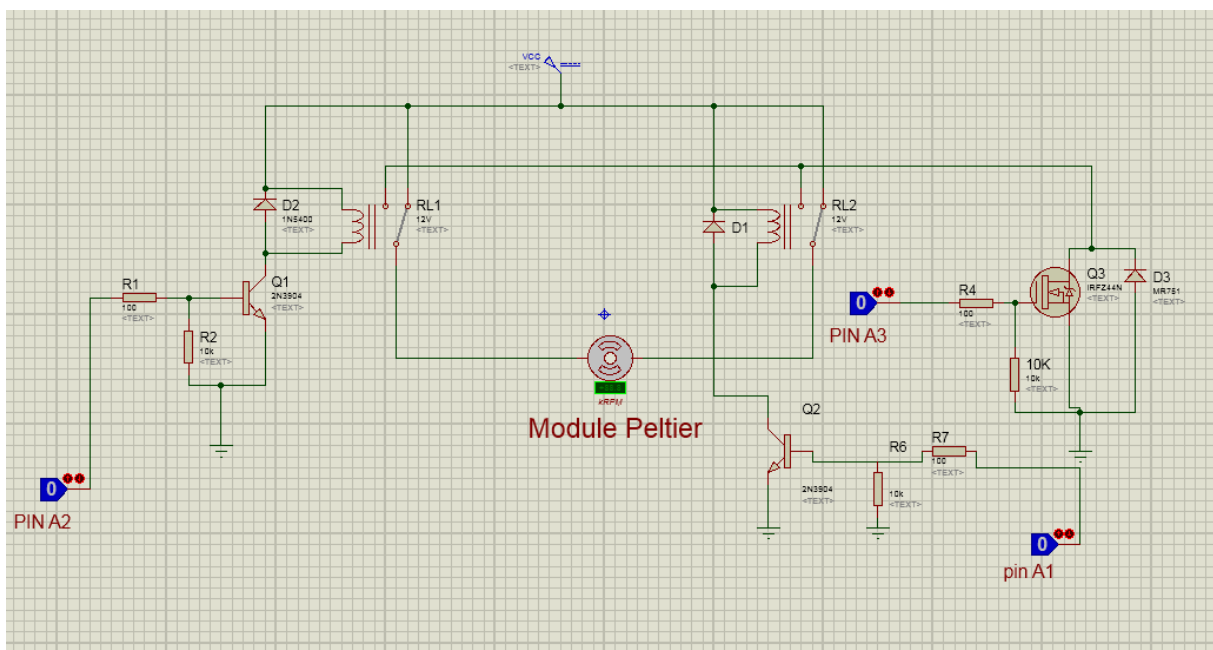 VCC
<TEXT>
D2
1N5400
<TEXT>
RL1
12V
<TEXT>
D1
RL2
12V
<TEXT>
R1
100
<TEXT>
Q1
2N3904
<TEXT>
R2
10k
<TEXT>
0
PIN A2
kRPM
Module Peltier
0
PIN A3
R4
100
<TEXT>
Q3
IRFZ44N
<TEXT>
D3
MR751
<TEXT>
10K
10k
<TEXT>
Q2
2N3904
<TEXT>
R6
10k
<TEXT>
R7
100
<TEXT>
0
pin A1